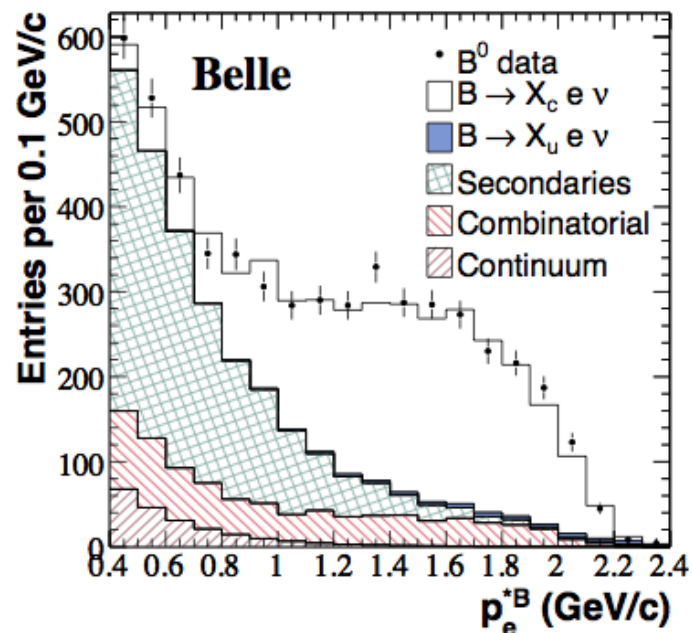 Entries per 0.1 GeV/c
600
500
400
300
200
100
0
Belle
B⁰ data
B → X_c e ν
B → X_u e ν
Secondaries
Combinatorial
Continuum
0.4 0.6 0.8 1 1.2 1.4 1.6 1.8 2 2.2 2.4
p_e^{*B} (GeV/c)